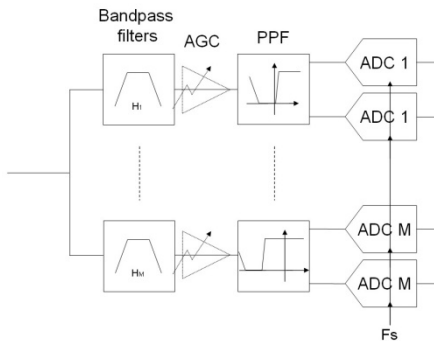 Bandpass
filters
AGC
PPF
H₁
ADC 1
ADC 1
HM
ADC M
ADC M
Fs